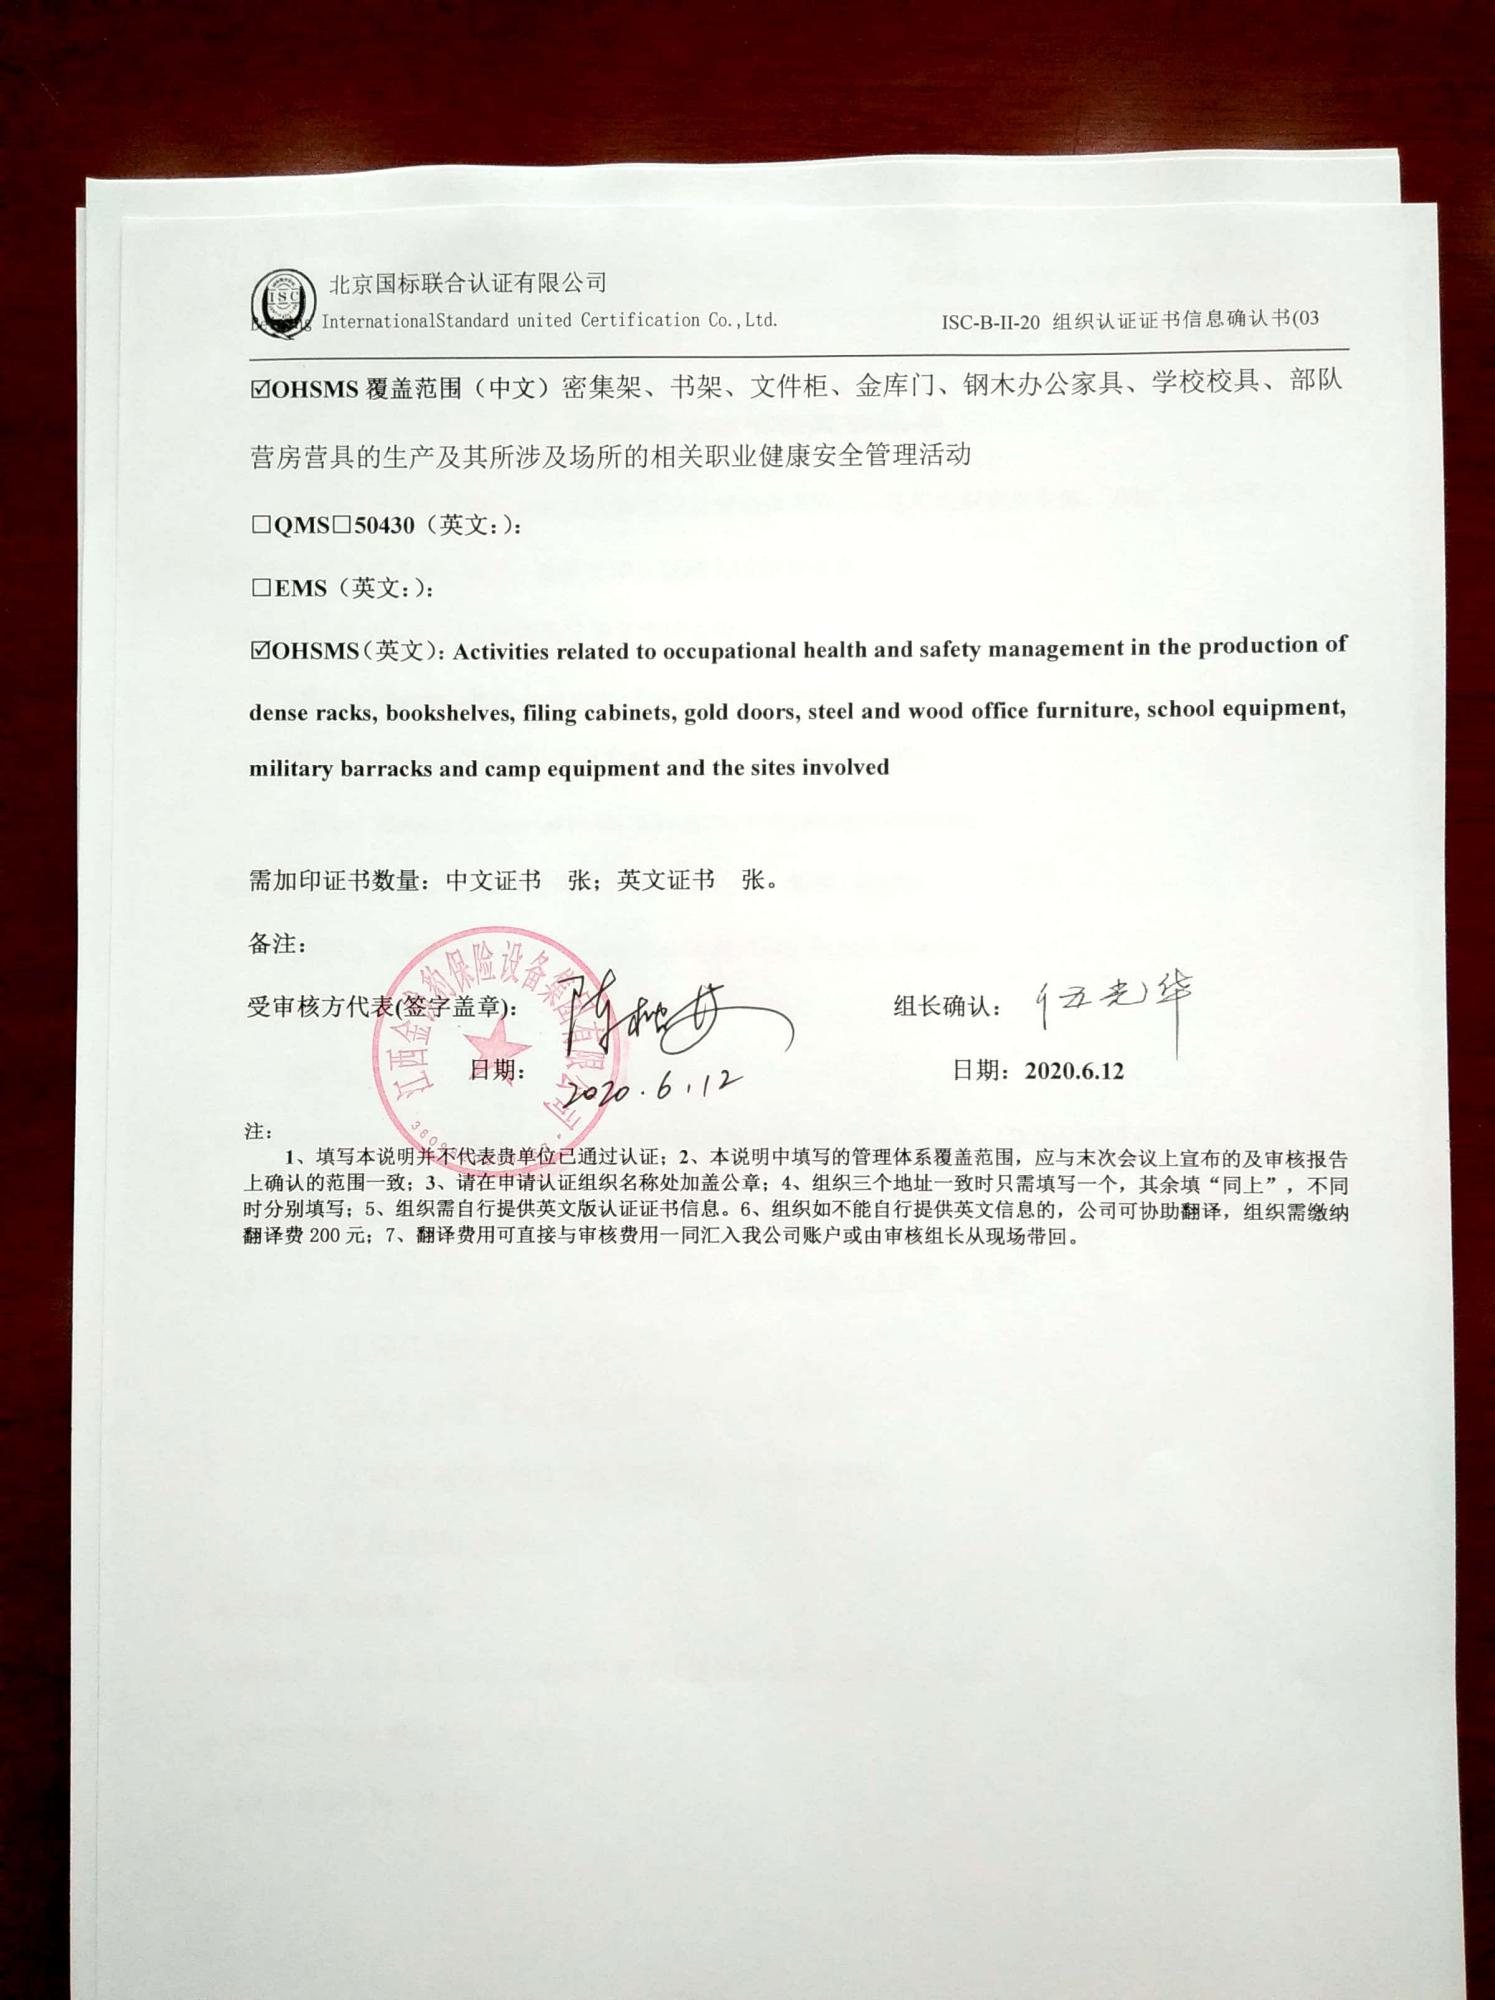 北京国标联合认证有限公司
ISC
InternationalStandard united Certification Co.,Ltd.
ISC-B-II-20 组织认证证书信息确认书(03
☑OHSMS 覆盖范围（中文）密集架、书架、文件柜、金库门、钢木办公家具、学校校具、部队
营房营具的生产及其所涉及场所的相关职业健康安全管理活动
□QMS□50430（英文:）:
□EMS（英文:）:
☑OHSMS（英文）: Activities related to occupational health and safety management in the production of
dense racks, bookshelves, filing cabinets, gold doors, steel and wood office furniture, school equipment,
military barracks and camp equipment and the sites involved
需加印证书数量：中文证书 张；英文证书 张。
备注：
受审核方代表(签字盖章)：
组长确认： 伍光华
日期： 2020.6.12
日期：2020.6.12
江西金虎豹保险设备集团有限公司
注：
1、填写本说明并不代表贵单位已通过认证；2、本说明中填写的管理体系覆盖范围，应与末次会议上宣布的及审核报告
上确认的范围一致；3、请在申请认证组织名称处加盖公章；4、组织三个地址一致时只需填写一个，其余填“同上”，不同
时分别填写；5、组织需自行提供英文版认证证书信息。6、组织如不能自行提供英文信息的，公司可协助翻译，组织需缴纳
翻译费 200 元；7、翻译费用可直接与审核费用一同汇入我公司账户或由审核组长从现场带回。